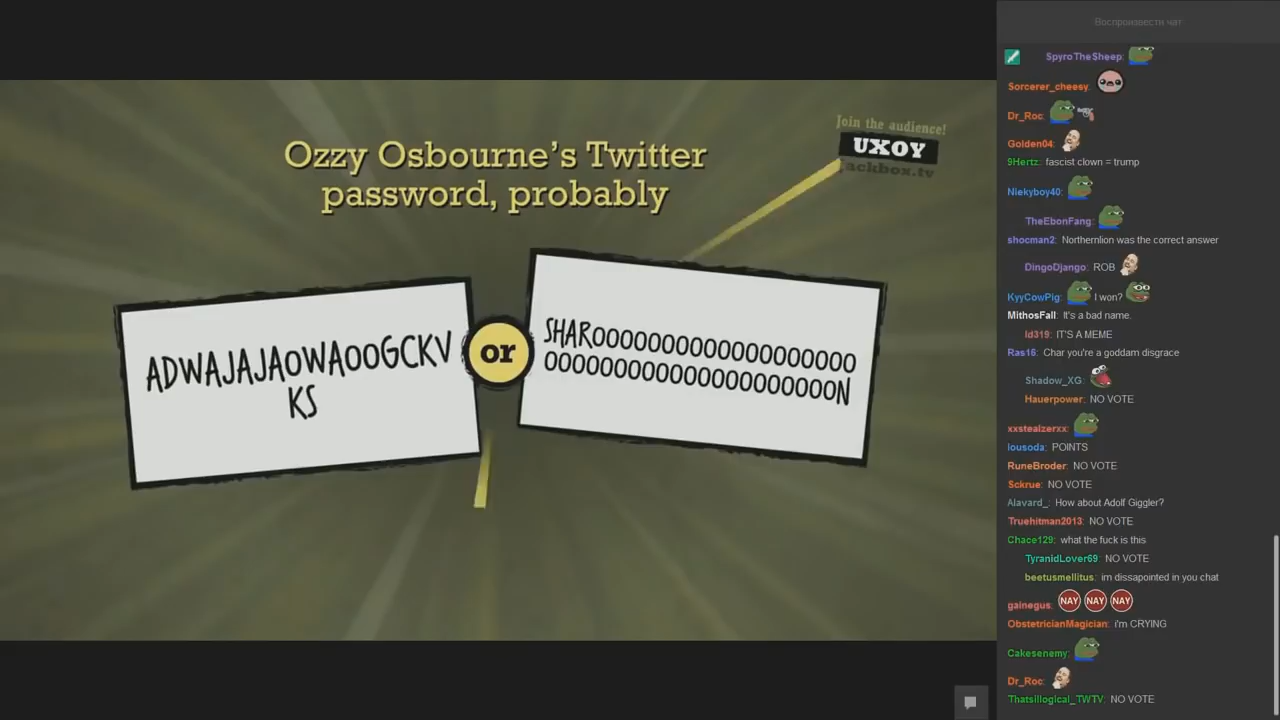 Воспроизвести чат
Join the audience!
UXOY
jackbox.tv
Ozzy Osbourne's Twitter
password, probably
ADWAJAJAOWAOOGCKV
KS
or
SHAROOOOOOOOOOOOOOOOOOO
OOOOOOOOOOOOOOOOOOOOON
SpyroTheSheep:
Sorcerer_cheesy:
Dr_Roc:
Golden04:
9Hertz: fascist clown = trump
Niekyboy40:
TheEbonFang:
shocman2: Northernlion was the correct answer
DingoDjango: ROB
KyyCowPig: I won?
MithosFall: It's a bad name.
ld319: IT'S A MEME
Ras16: Char you're a goddam disgrace
Shadow_XG:
Hauerpower: NO VOTE
xxstealzerxx:
lousoda: POINTS
RuneBroder: NO VOTE
Sckrue: NO VOTE
Alavard_: How about Adolf Giggler?
Truehitman2013: NO VOTE
Chace129: what the fuck is this
TyranidLover69: NO VOTE
beetusmellitus: im dissapointed in you chat
gainegus: NAY NAY NAY
ObstetricianMagician: i'm CRYING
Cakesenemy:
Dr_Roc:
Thatsillogical_TWTV: NO VOTE